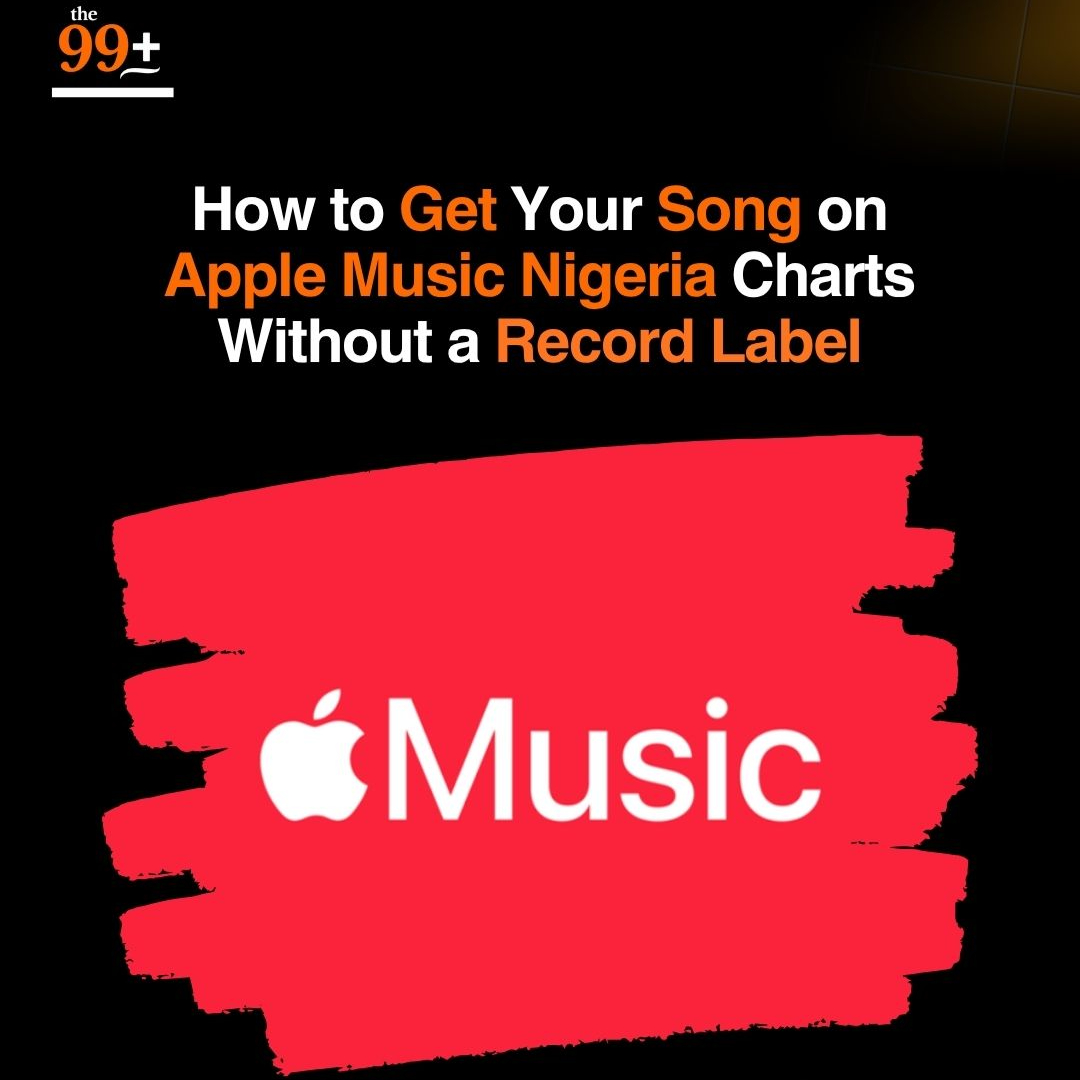 the
99+
How to Get Your Song on
Apple Music Nigeria Charts
Without a Record Label
Music